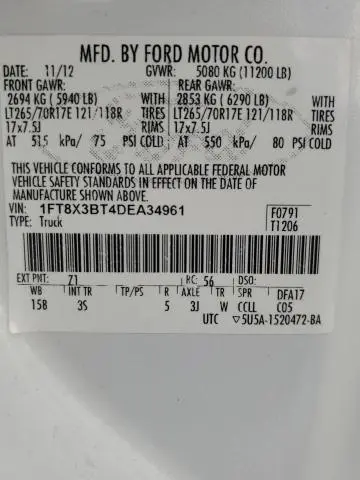 MFD. BY FORD MOTOR CO.
DATE: 11/12 GVWR: 5080 KG (11200 LB)
FRONT GAWR: REAR GAWR:
2694 KG (5940 LB) WITH 2853 KG (6290 LB) WITH
LT265/70R17E 121/118R TIRES LT265/70R17E 121/118R TIRES
17x7.5J RIMS 17x7.5J RIMS
AT 515 kPa/ 75 PSI COLD AT 550 kPa/ 80 PSI COLD
THIS VEHICLE CONFORMS TO ALL APPLICABLE FEDERAL MOTOR
VEHICLE SAFETY STANDARDS IN EFFECT ON THE DATE OF
MANUFACTURE SHOWN ABOVE.
VIN: 1FT8X3BT4DEA34961 F0791
TYPE: Truck T1206
EXT PNT: Z1 RC: 56 DSO:
WB INT TR TP/PS R AXLE TR SPR DFA17
15B 3S 5 3J W CCLL C05
UTC ▽5U5A-1520472-BA